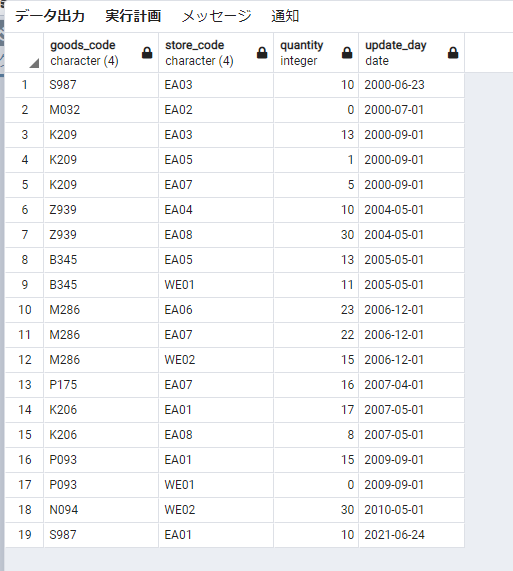 データ出力 実行計画 メッセージ 通知
goods_code store_code quantity update_day
character (4) character (4) integer date
1 S987 EA03 10 2000-06-23
2 M032 EA02 0 2000-07-01
3 K209 EA03 13 2000-09-01
4 K209 EA05 1 2000-09-01
5 K209 EA07 5 2000-09-01
6 Z939 EA04 10 2004-05-01
7 Z939 EA08 30 2004-05-01
8 B345 EA05 13 2005-05-01
9 B345 WE01 11 2005-05-01
10 M286 EA06 23 2006-12-01
11 M286 EA07 22 2006-12-01
12 M286 WE02 15 2006-12-01
13 P175 EA07 16 2007-04-01
14 K206 EA01 17 2007-05-01
15 K206 EA08 8 2007-05-01
16 P093 EA01 15 2009-09-01
17 P093 WE01 0 2009-09-01
18 N094 WE02 30 2010-05-01
19 S987 EA01 10 2021-06-24